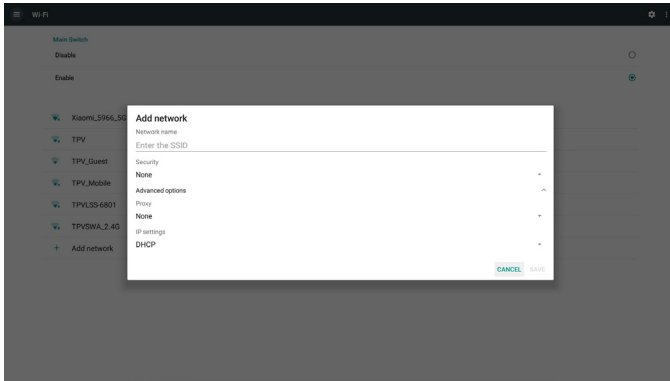 Wi-Fi
Main Switch
Disable
Enable
Xiaomi_5966_5G
TPV
TPV_Guest
TPV_Mobile
TPVLSS-6801
TPVSWA_2.4G
+ Add network
Add network
Network name
Enter the SSID
Security
None
Advanced options
Proxy
None
IP settings
DHCP
CANCEL SAVE